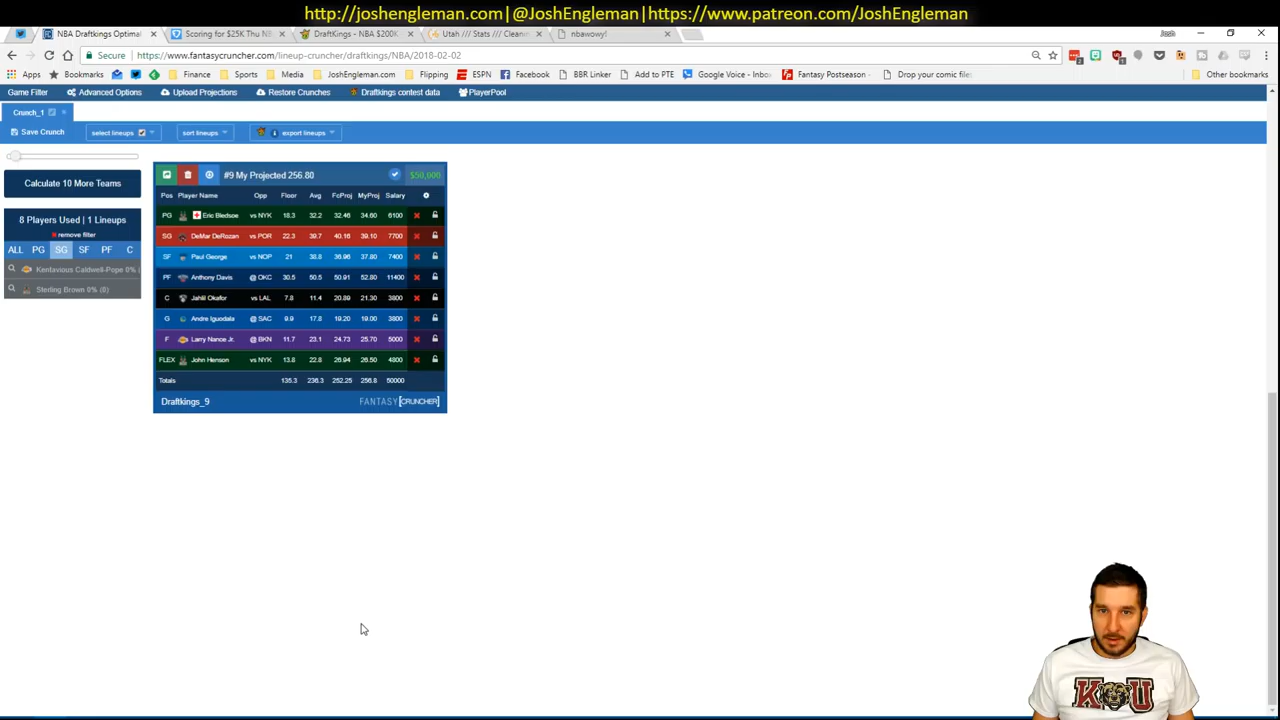 http://joshengleman.com|@JoshEngleman|https://www.patreon.com/JoshEngleman
NBA Draftkings Optimal Scoring for $25K Thu NB DraftKings - NBA $200K Utah /// Stats /// Cleanin nbawowy! Josh
Secure https://www.fantasycruncher.com/lineup-cruncher/draftkings/NBA/2018-02-02
Apps Bookmarks Finance Sports Media JoshEngleman.com Flipping ESPN Facebook BBR Linker Add to PTE Google Voice - Inbo Fantasy Postseason - Drop your comic files Other bookmarks
Game Filter Advanced Options Upload Projections Restore Crunches Draftkings contest data PlayerPool
Crunch_1
Save Crunch select lineups sort lineups export lineups
Calculate 10 More Teams
8 Players Used | 1 Lineups
remove filter
ALL PG SG SF PF C
Kentavious Caldwell-Pope 0% (
Sterling Brown 0% (0)
#9 My Projected 256.80 $50,000
Pos Player Name Opp Floor Avg FcProj MyProj Salary
PG Eric Bledsoe vs NYK 18.3 32.2 32.46 34.60 6100
SG DeMar DeRozan vs POR 22.3 39.7 40.16 39.10 7700
SF Paul George vs NOP 21 38.8 36.96 37.80 7400
PF Anthony Davis @ OKC 30.5 50.5 50.91 52.80 11400
C Jahlil Okafor vs LAL 7.8 11.4 20.89 21.30 3800
G Andre Iguodala @ SAC 9.9 17.8 19.20 19.00 3800
F Larry Nance Jr. @ BKN 11.7 23.1 24.73 25.70 5000
FLEX John Henson vs NYK 13.8 22.8 26.94 26.50 4800
Totals 135.3 236.3 252.25 256.8 50000
Draftkings_9 FANTASY[CRUNCHER]
KU